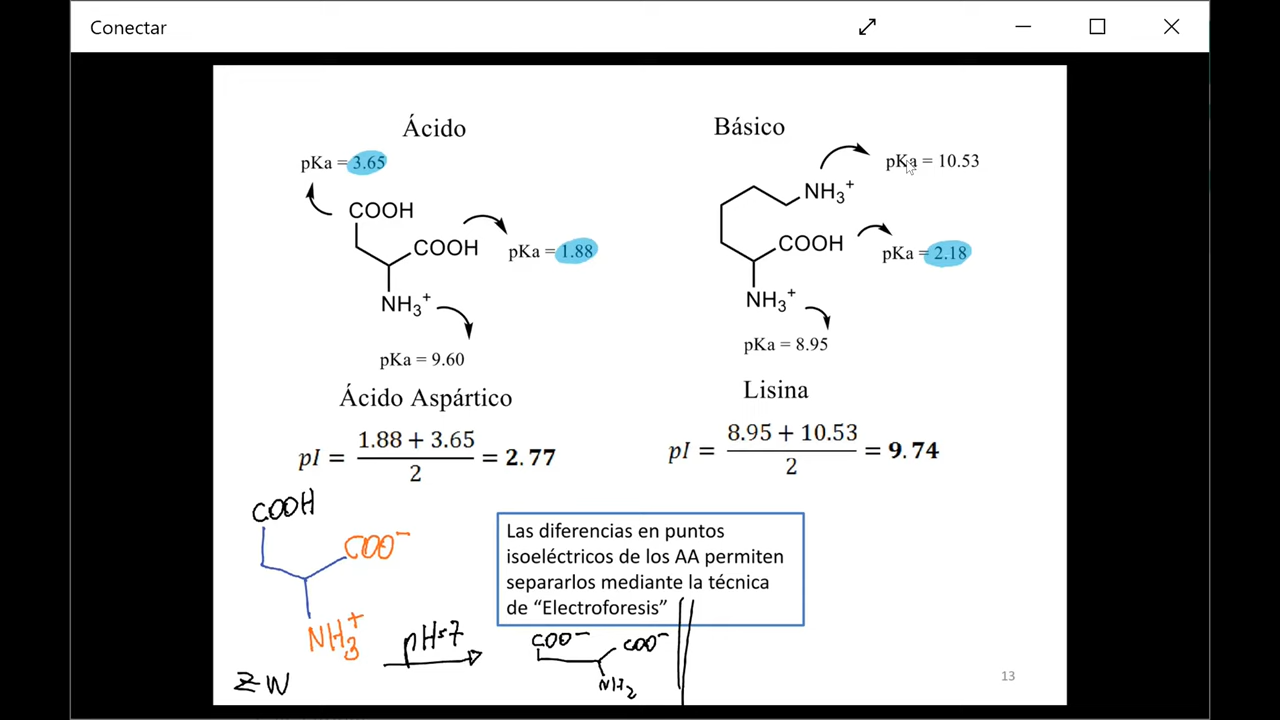 Conectar
Ácido
Básico
pKa = 3.65
pKa = 10.53
COOH
NH3+
COOH
pKa = 1.88
COOH
pKa = 2.18
NH3+
NH3+
pKa = 9.60
pKa = 8.95
Ácido Aspártico
Lisina
pI = 1.88 + 3.65 / 2 = 2.77
pI = 8.95 + 10.53 / 2 = 9.74
COOH
COO-
NH3+
Z W
Las diferencias en puntos
isoeléctricos de los AA permiten
separarlos mediante la técnica
de “Electroforesis”
pH=7
COO-
COO-
NH2
13